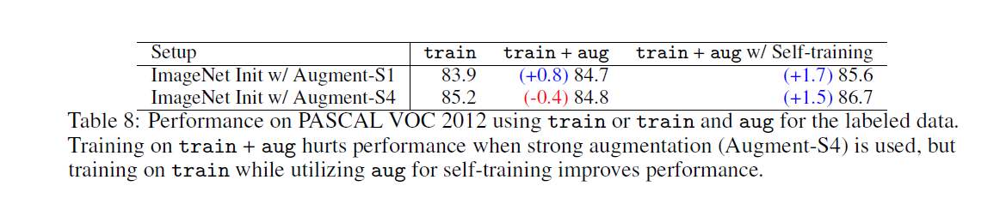 Setup train train + aug train + aug w/ Self-training
ImageNet Init w/ Augment-S1 83.9 (+0.8) 84.7 (+1.7) 85.6
ImageNet Init w/ Augment-S4 85.2 (-0.4) 84.8 (+1.5) 86.7
Table 8: Performance on PASCAL VOC 2012 using train or train and aug for the labeled data.
Training on train + aug hurts performance when strong augmentation (Augment-S4) is used, but
training on train while utilizing aug for self-training improves performance.